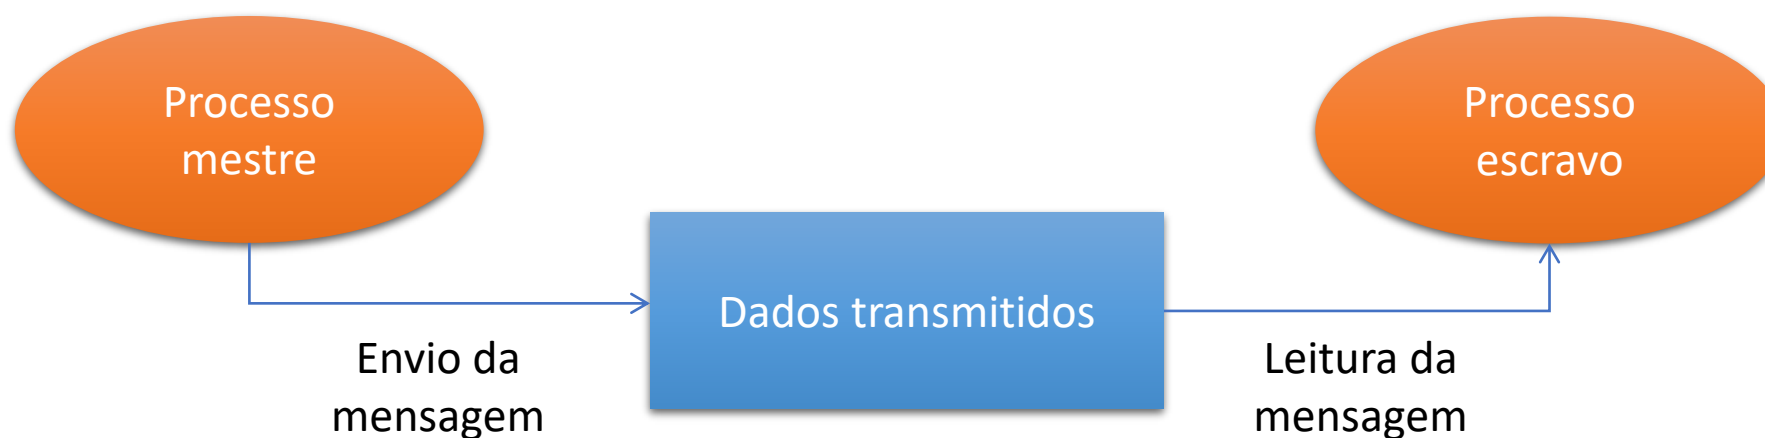 Processo
mestre
Processo
escravo
Dados transmitidos
Envio da
mensagem
Leitura da
mensagem